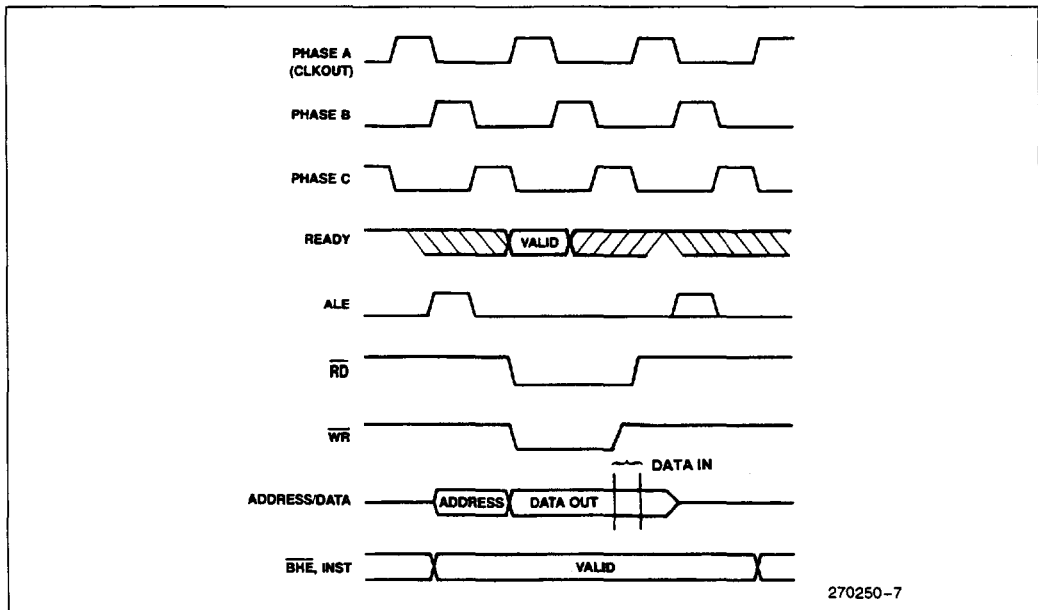 PHASE A
(CLKOUT)
PHASE B
PHASE C
READY
VALID
ALE
RD
WR
DATA IN
ADDRESS/DATA
ADDRESS
DATA OUT
BHE, INST
VALID
270250-7